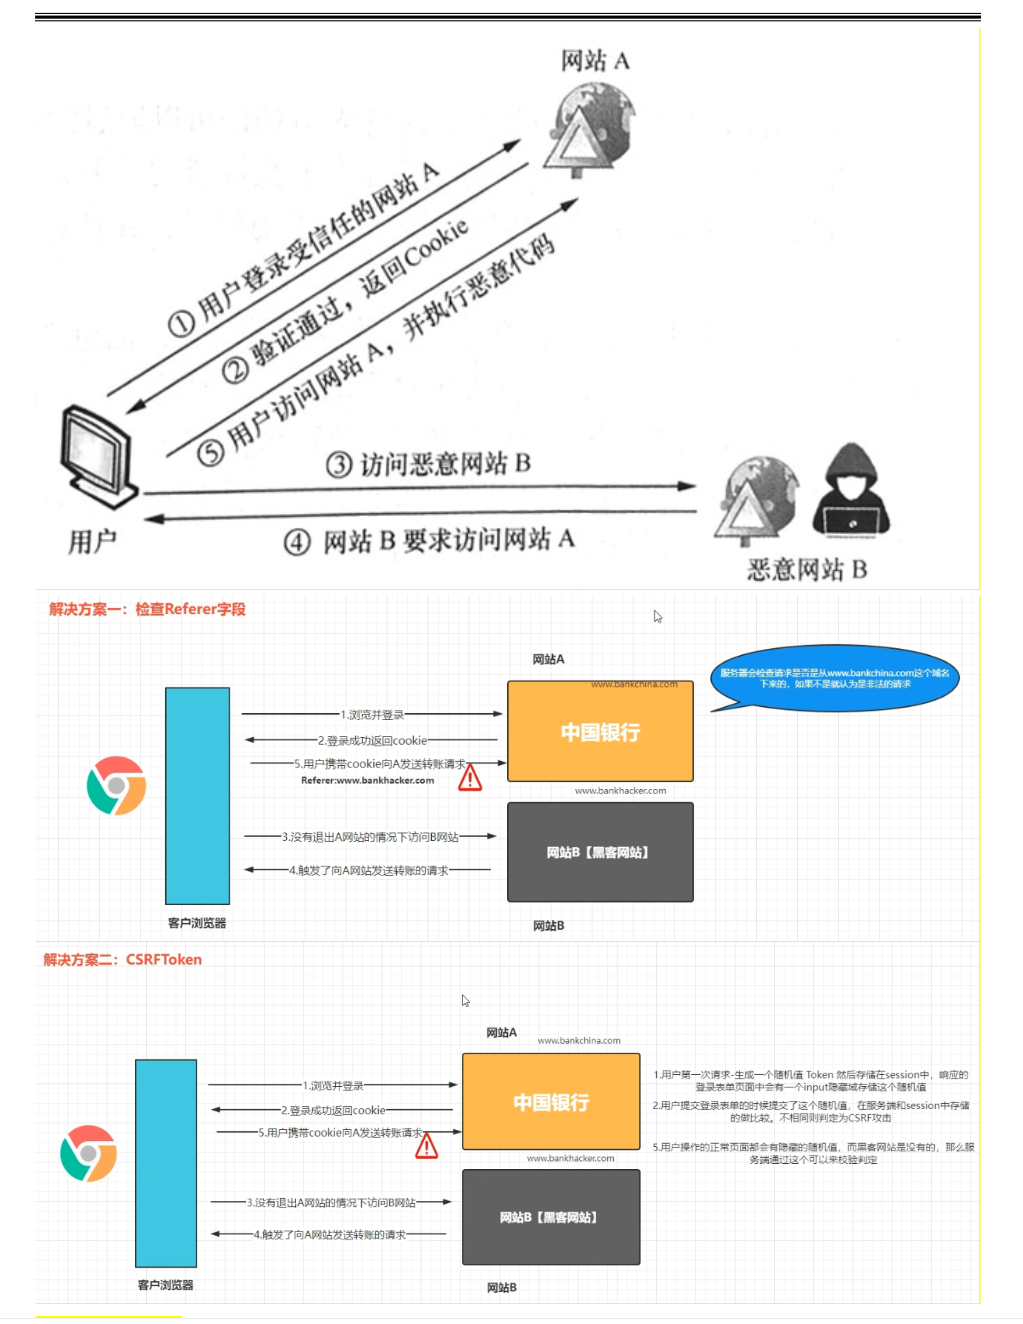 网站 A
① 用户登录受信任的网站 A
② 验证通过，返回Cookie
⑤ 用户访问网站 A，并执行恶意代码
③ 访问恶意网站 B
④ 网站 B 要求访问网站 A
用户
恶意网站 B
解决方案一：检查Referer字段
网站A
www.bankchina.com
服务器会检查请求是否是从www.bankchina.com这个域名
下来的，如果不是就认为是非法的请求
1.浏览并登录
中国银行
2.登录成功返回cookie
5.用户携带cookie向A发送转账请求
Referer:www.bankhacker.com
www.bankhacker.com
3.没有退出A网站的情况下访问B网站
网站B【黑客网站】
4.触发了向A网站发送转账的请求
客户浏览器
网站B
解决方案二：CSRFToken
网站A
www.bankchina.com
1.浏览并登录
中国银行
2.登录成功返回cookie
5.用户携带cookie向A发送转账请求
1.用户第一次请求-生成一个随机值 Token 然后存储在session中，响应的
登录表单页面中会有一个input隐藏域存储这个随机值
2.用户提交登录表单的时候提交了这个随机值，在服务端和session中存储
的做比较。不相同则判定为CSRF攻击
5.用户操作的正常页面都会有隐藏的随机值，而黑客网站是没有的，那么服
务端通过这个可以来校验判定
www.bankhacker.com
3.没有退出A网站的情况下访问B网站
网站B【黑客网站】
4.触发了向A网站发送转账的请求
客户浏览器
网站B